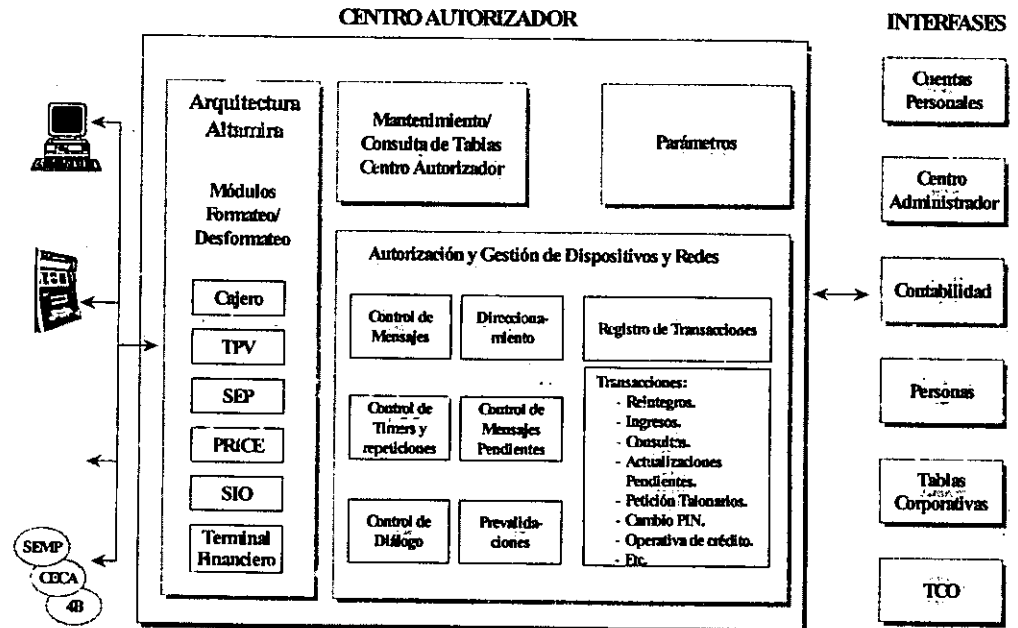 CENTRO AUTORIZADOR
INTERFASES
Arquitectura
Altamira
Módulos
Formateo/
Desformateo
Cajero
TPV
SEP
PRICE
SIO
Terminal
Financiero
Mantenimiento/
Consulta de Tablas
Centro Autorizador
Parámetros
Autorización y Gestión de Dispositivos y Redes
Control de
Mensajes
Direcciona-
miento
Registro de Transacciones
Control de
Timers y
repeticiones
Control de
Mensajes
Pendientes
Control de
Diálogo
Prevalida-
ciones
Transacciones:
- Reintegros.
- Ingresos.
- Consultas.
- Actualizaciones
Pendientes.
- Petición Talonarios.
- Cambio PIN.
- Operativa de crédito.
- Etc.
Cuentas
Personales
Centro
Administrador
Contabilidad
Personas
Tablas
Corporativas
TCO
SEMP
CECA
4B